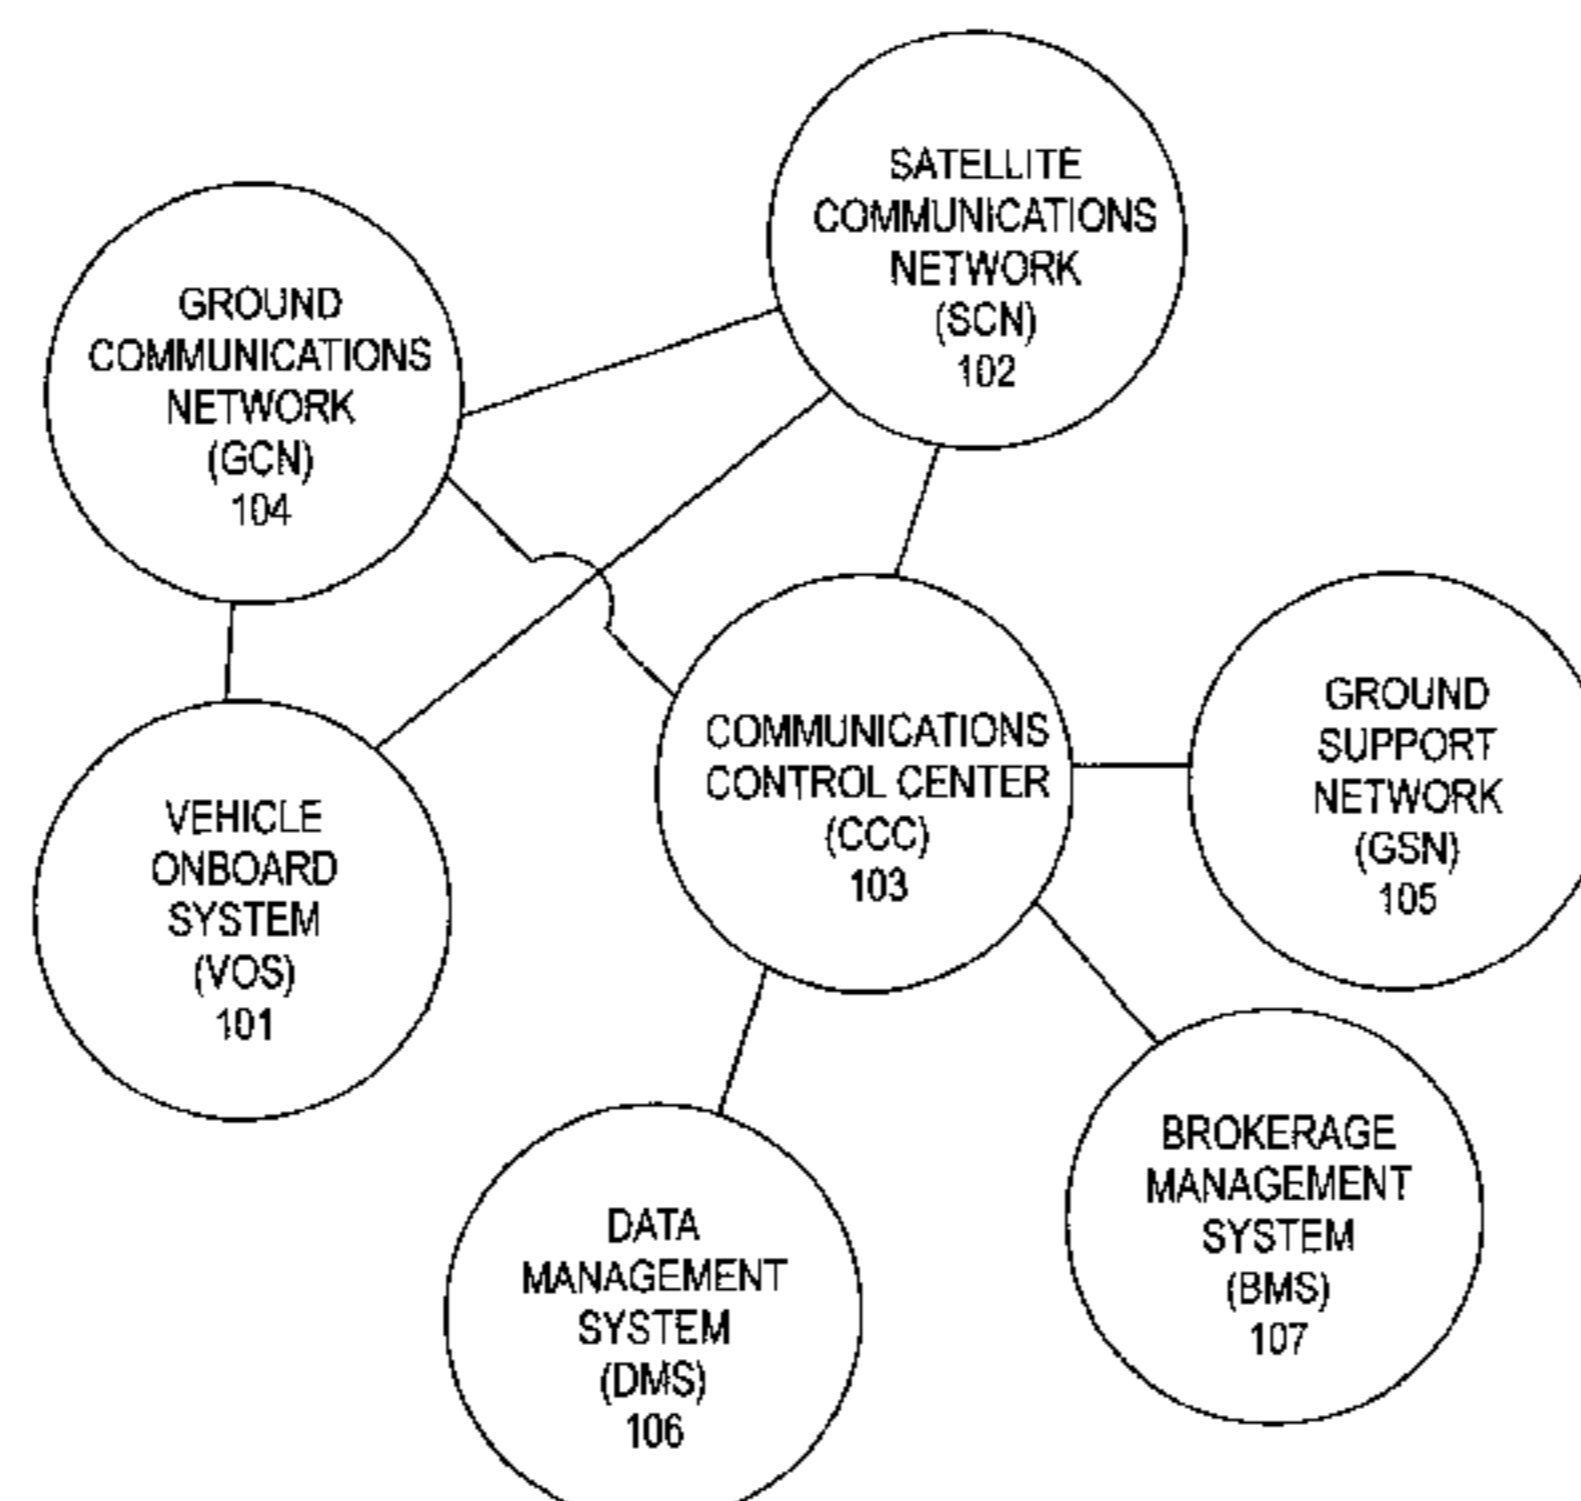 SATELLITE
COMMUNICATIONS
NETWORK
(SCN)
102
GROUND
COMMUNICATIONS
NETWORK
(GCN)
104
COMMUNICATIONS
CONTROL CENTER
(CCC)
103
GROUND
SUPPORT
NETWORK
(GSN)
105
VEHICLE
ONBOARD
SYSTEM
(VOS)
101
BROKERAGE
MANAGEMENT
SYSTEM
(BMS)
107
DATA
MANAGEMENT
SYSTEM
(DMS)
106